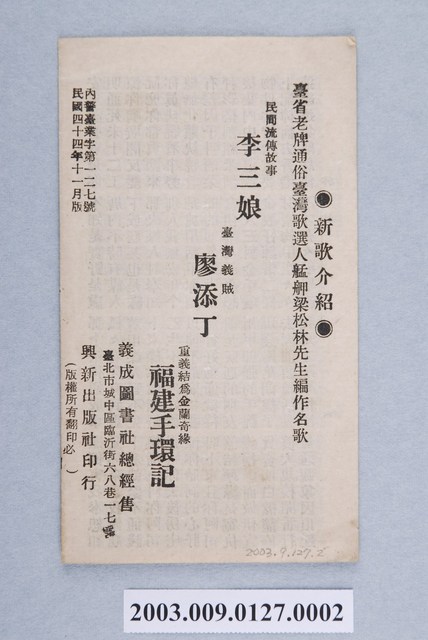 ●新歌介紹●
臺省老牌通俗臺灣歌選人艋舺梁松林先生編作名歌
民間流傳故事
李三娘
臺灣義賊
廖添丁
重義結爲金蘭奇緣
福建手環記
義成圖書社總經售
臺北市城中區臨沂街六八巷一七號
興新出版社印行
(版權所有翻印必 )
內警臺業字第一二七號
民國四十四年十一月版
2003.9.127.2
2003.009.0127.0002